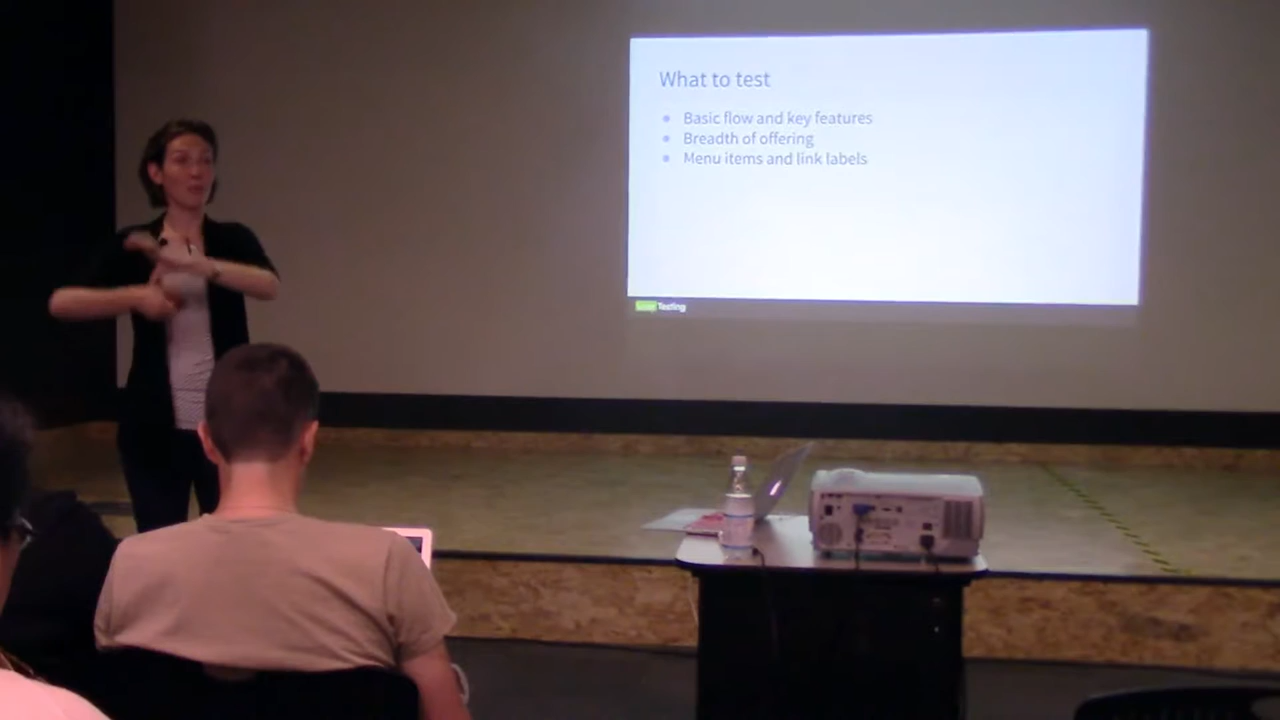 What to test
Basic flow and key features
Breadth of offering
Menu items and link labels
Testing